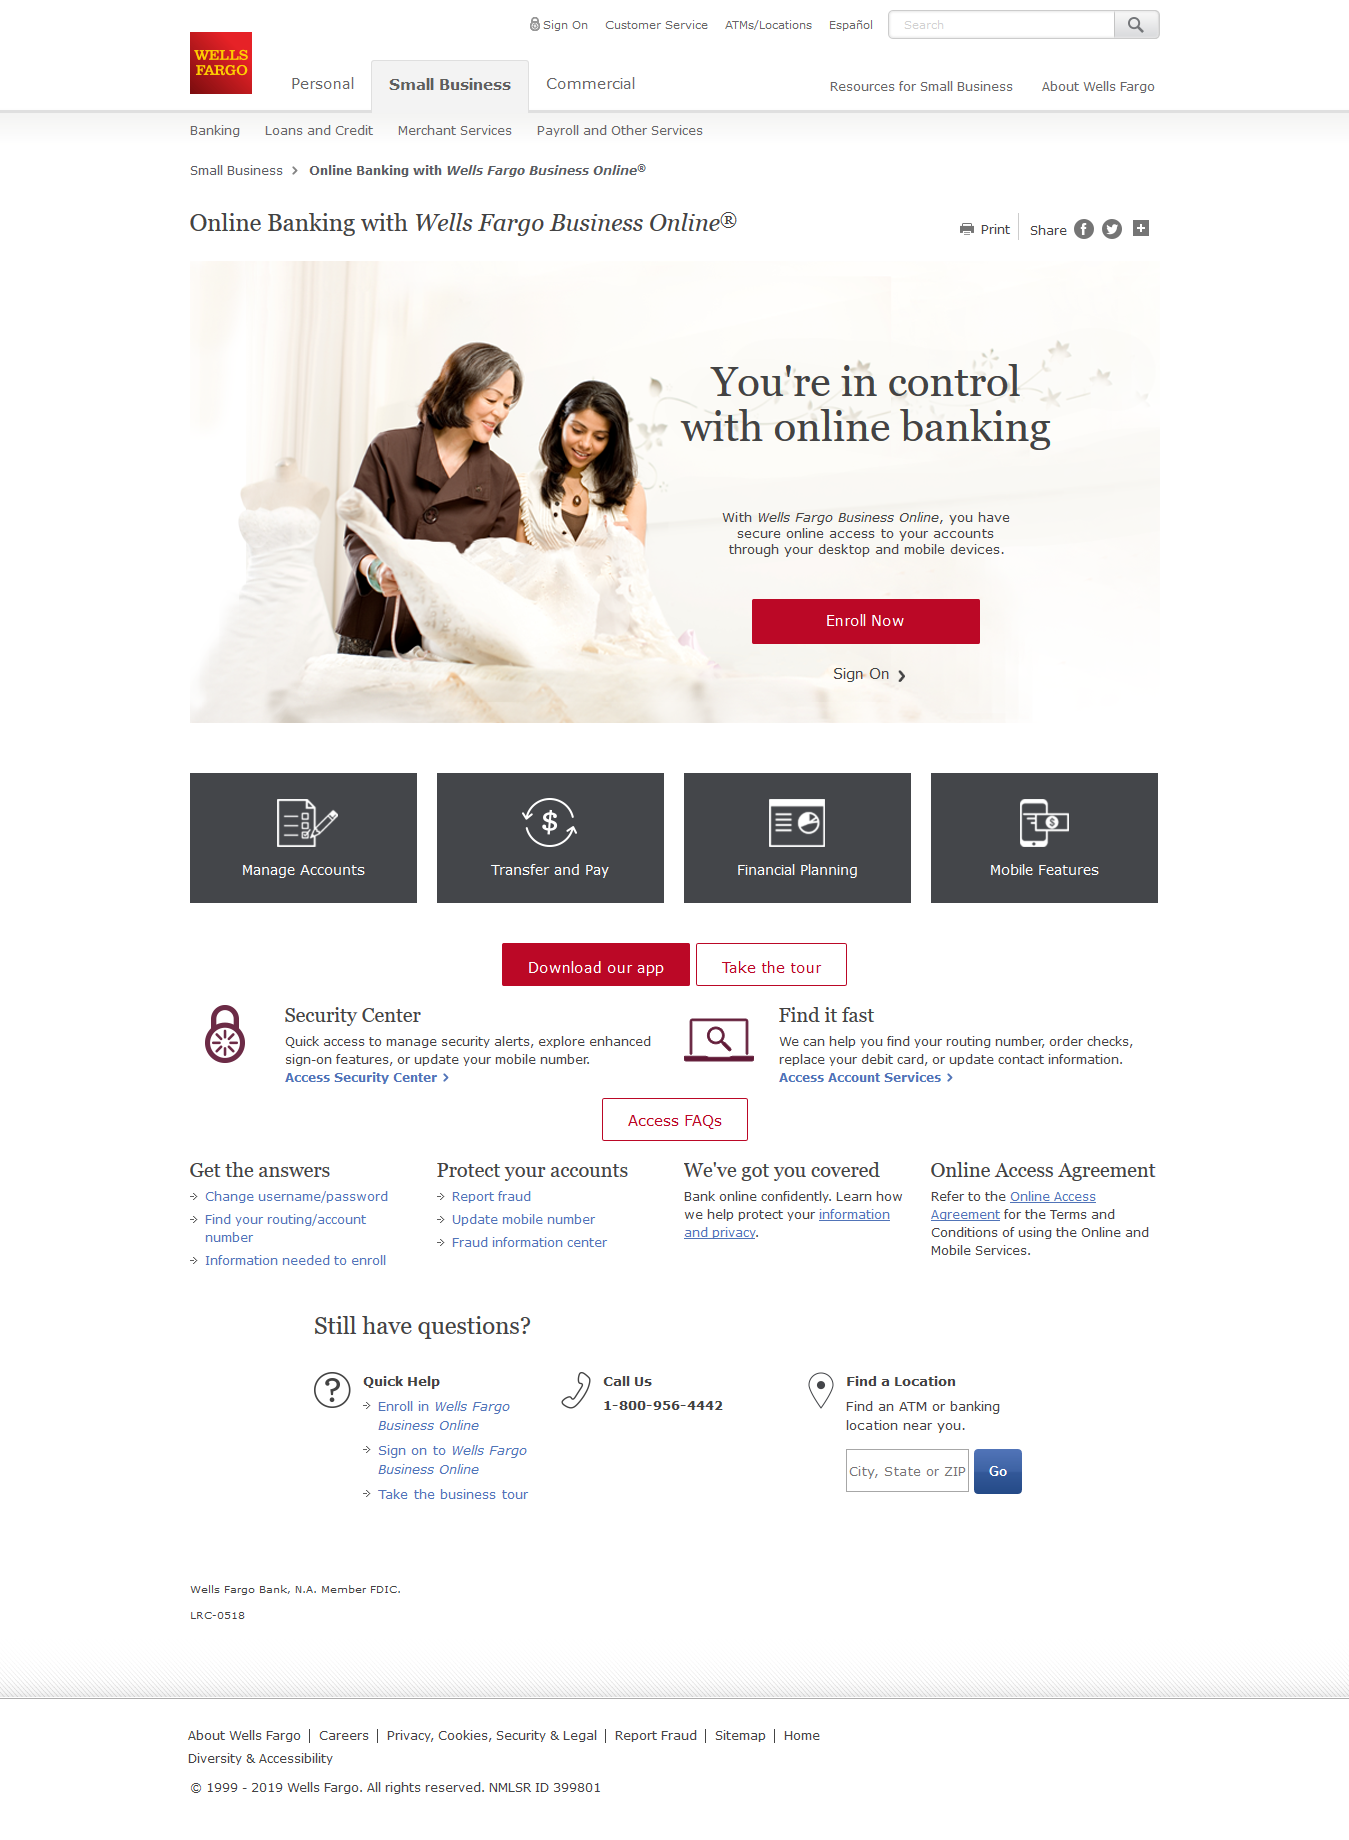 Sign On
Customer Service
ATMs/Locations
Español
Search
WELLS
FARGO
Personal
Small Business
Commercial
Resources for Small Business
About Wells Fargo
Banking
Loans and Credit
Merchant Services
Payroll and Other Services
Small Business
Online Banking with Wells Fargo Business Online®
Online Banking with Wells Fargo Business Online®
Print
Share
You're in control
with online banking
With Wells Fargo Business Online, you have
secure online access to your accounts
through your desktop and mobile devices.
Enroll Now
Sign On
Manage Accounts
Transfer and Pay
Financial Planning
Mobile Features
Download our app
Take the tour
Security Center
Quick access to manage security alerts, explore enhanced
sign-on features, or update your mobile number.
Access Security Center
Find it fast
We can help you find your routing number, order checks,
replace your debit card, or update contact information.
Access Account Services
Access FAQs
Get the answers
Change username/password
Find your routing/account
number
Information needed to enroll
Protect your accounts
Report fraud
Update mobile number
Fraud information center
We've got you covered
Bank online confidently. Learn how
we help protect your information
and privacy.
Online Access Agreement
Refer to the Online Access
Agreement for the Terms and
Conditions of using the Online and
Mobile Services.
Still have questions?
Quick Help
Enroll in Wells Fargo
Business Online
Sign on to Wells Fargo
Business Online
Take the business tour
Call Us
1-800-956-4442
Find a Location
Find an ATM or banking
location near you.
City, State or ZIP
Go
Wells Fargo Bank, N.A. Member FDIC.
LRC-0518
About Wells Fargo | Careers | Privacy, Cookies, Security & Legal | Report Fraud | Sitemap | Home
Diversity & Accessibility
© 1999 - 2019 Wells Fargo. All rights reserved. NMLSR ID 399801